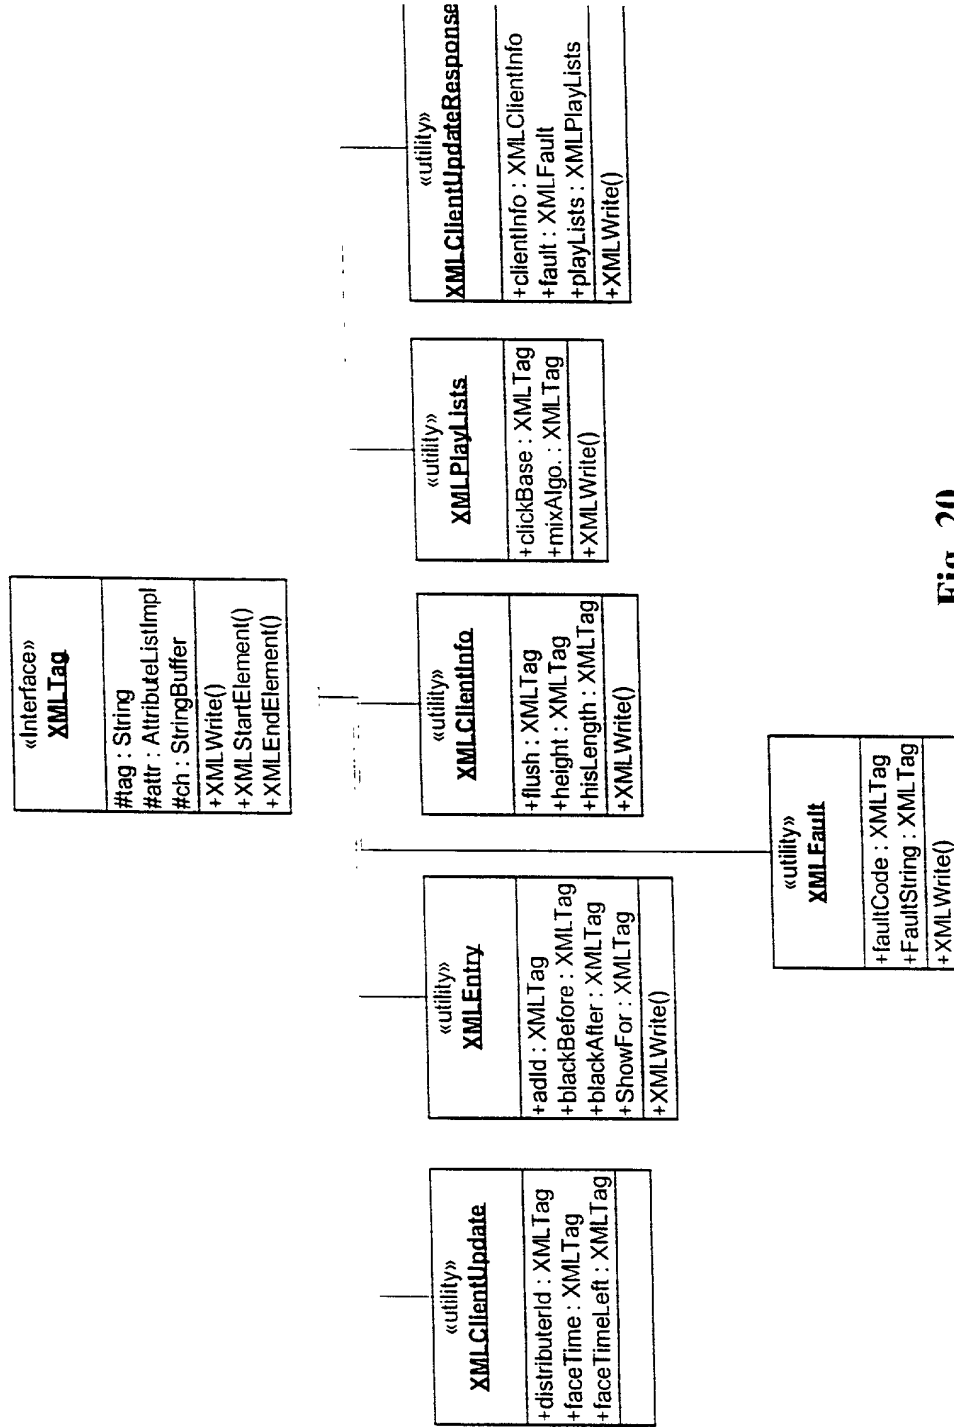 «Interface»
XMLTag
#tag : String
#attr : AttributeListImpl
#ch : StringBuffer
+XMLWrite()
+XMLStartElement()
+XMLEndElement()
«utility»
XMLClientUpdate
+distributerId : XMLTag
+faceTime : XMLTag
+faceTimeLeft : XMLTag
«utility»
XMLEntry
+adId : XMLTag
+blackBefore : XMLTag
+blackAfter : XMLTag
+ShowFor : XMLTag
+XMLWrite()
«utility»
XMLClientInfo
+flush : XMLTag
+height : XMLTag
+hisLength : XMLTag
+XMLWrite()
«utility»
XMLPlayLists
+clickBase : XMLTag
+mixAlgo. : XMLTag
+XMLWrite()
«utility»
XMLClientUpdateResponse
+clientInfo : XMLClientInfo
+fault : XMLFault
+playLists : XMLPlayLists
+XMLWrite()
«utility»
XMLFault
+faultCode : XMLTag
+FaultString : XMLTag
+XMLWrite()
Fig. 20